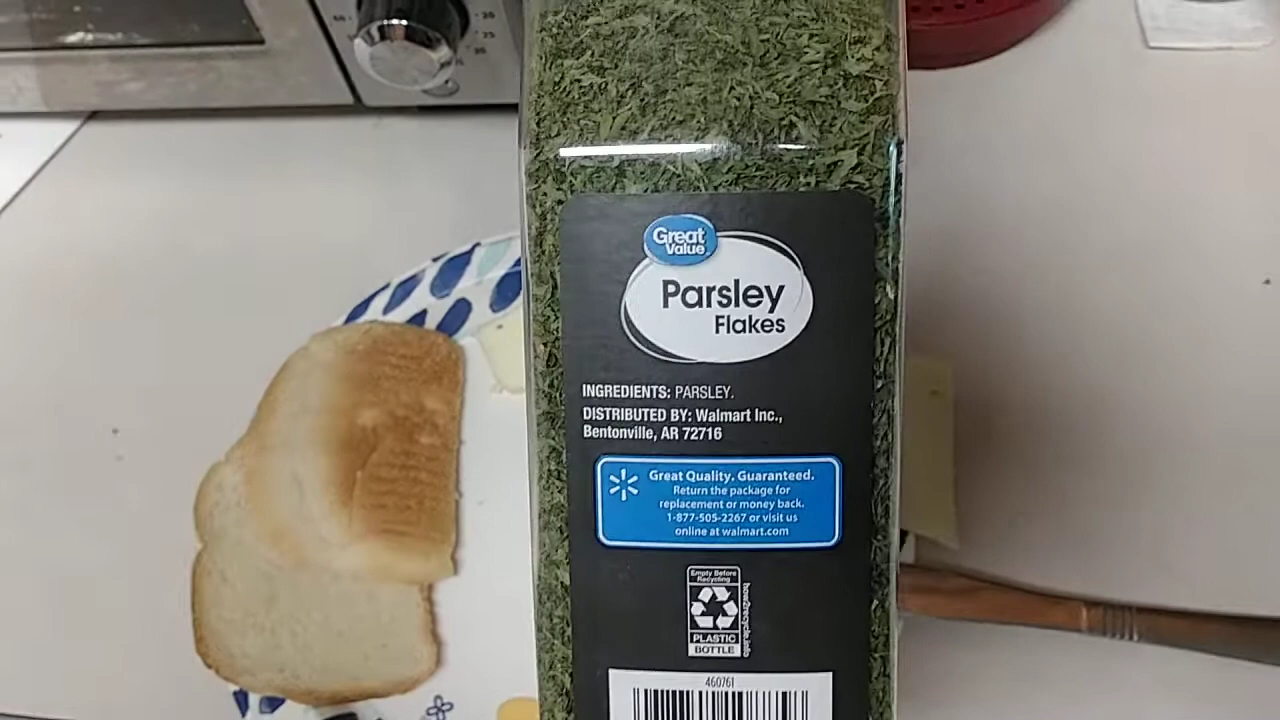 Great
Value
Parsley
Flakes
INGREDIENTS: PARSLEY.
DISTRIBUTED BY: Walmart Inc.,
Bentonville, AR 72716
Great Quality. Guaranteed.
Return the package for
replacement or money back.
1-877-505-2267 or visit us
online at walmart.com
Empty Before
Recycling
how2recycle.info
PLASTIC
BOTTLE
460761